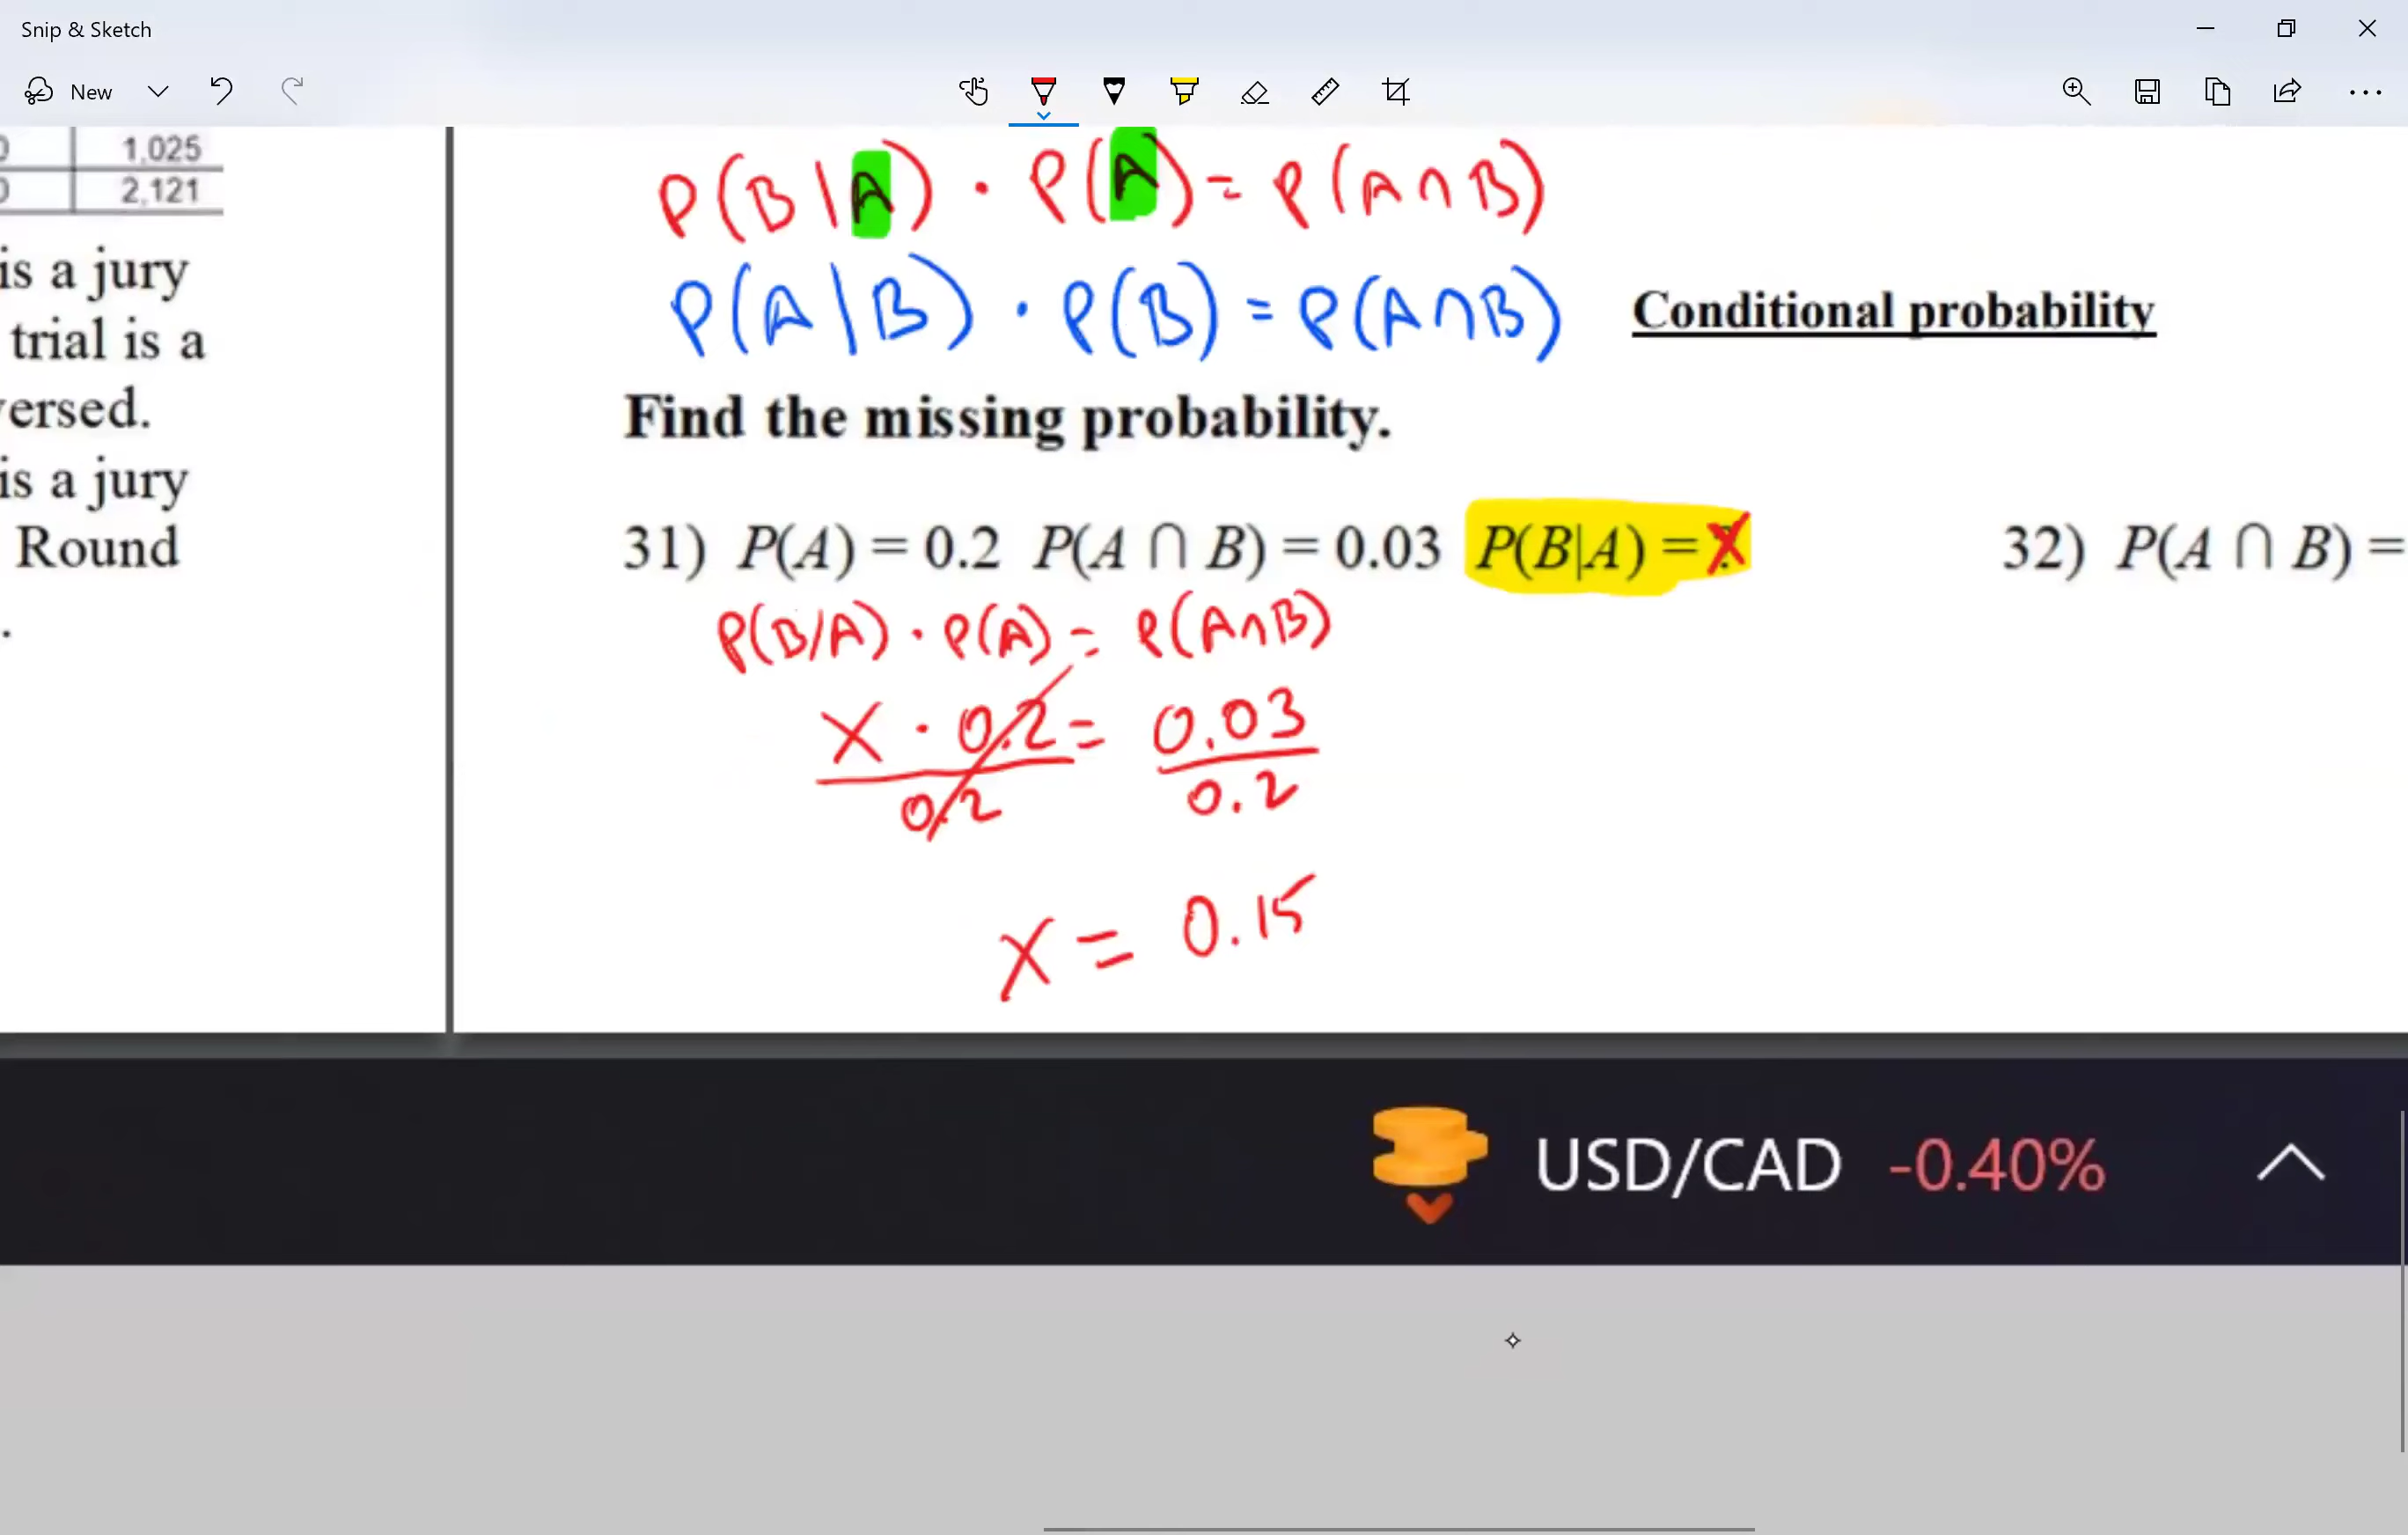 Snip & Sketch
New
1,025
2,121
is a jury
trial is a
versed.
is a jury
Round
.
P(B|A) · P(A) = P(A∩B)
P(A|B) · P(B) = P(A∩B)
Conditional probability
Find the missing probability.
31) P(A) = 0.2 P(A ∩ B) = 0.03 P(B|A) = X
32) P(A ∩ B) =
P(B/A) · P(A) = P(A∩B)
X · 0.2 = 0.03
0.2 0.2
X = 0.15
USD/CAD -0.40%